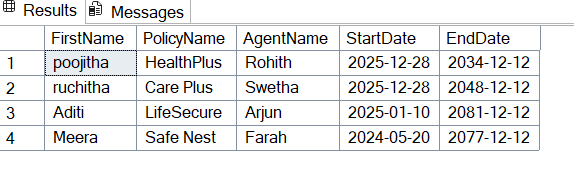 Results Messages
FirstName PolicyName AgentName StartDate EndDate
1 poojitha HealthPlus Rohith 2025-12-28 2034-12-12
2 ruchitha Care Plus Swetha 2025-12-28 2048-12-12
3 Aditi LifeSecure Arjun 2025-01-10 2081-12-12
4 Meera Safe Nest Farah 2024-05-20 2077-12-12